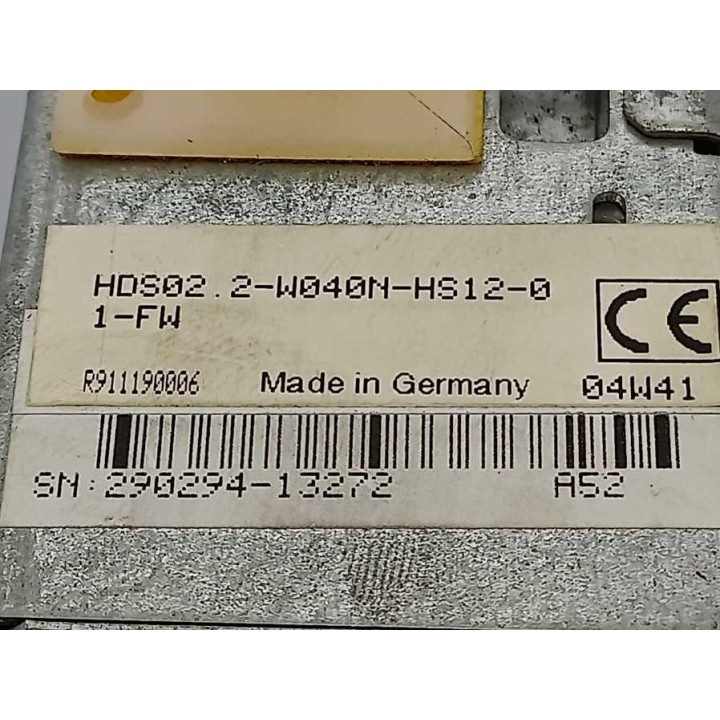 HDS02.2-W040N-HS12-0
1-FW
CE
R911190006 Made in Germany 04W41
SN:290294-13272 A52